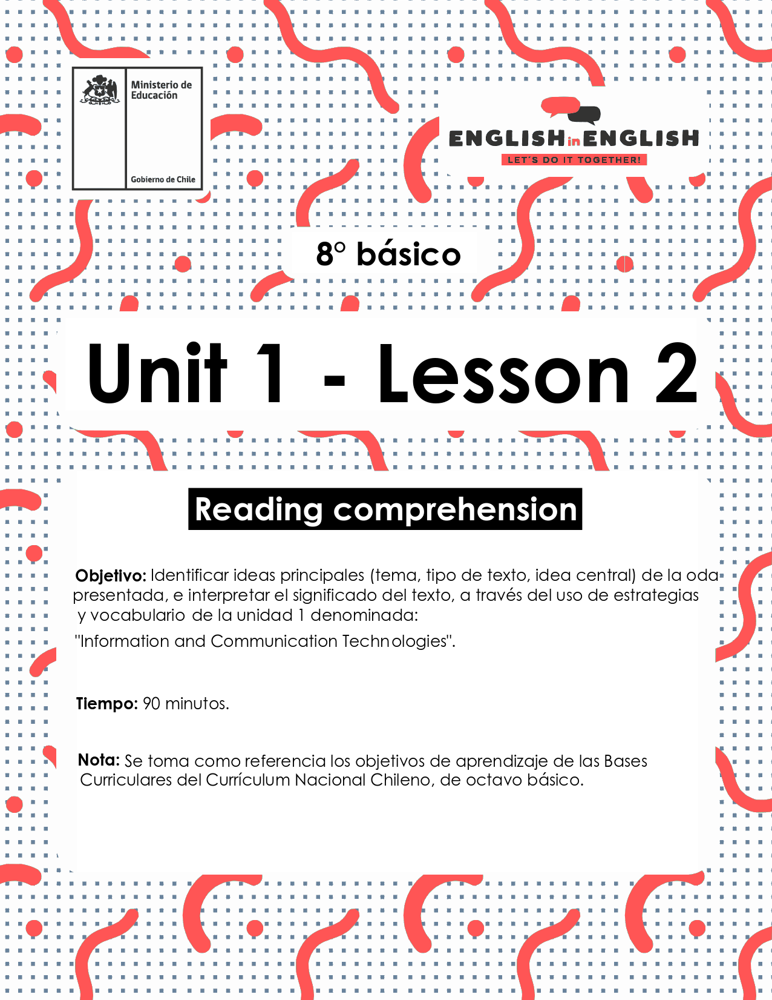 Ministerio de
Educación
Gobierno de Chile
ENGLISH in ENGLISH
LET´S DO IT TOGETHER!
8° básico
Unit 1 - Lesson 2
Reading comprehension
Objetivo: Identificar ideas principales (tema, tipo de texto, idea central) de la oda
presentada, e interpretar el significado del texto, a través del uso de estrategias
y vocabulario de la unidad 1 denominada:
"Information and Communication Technologies".
Tiempo: 90 minutos.
Nota: Se toma como referencia los objetivos de aprendizaje de las Bases
Curriculares del Currículum Nacional Chileno, de octavo básico.